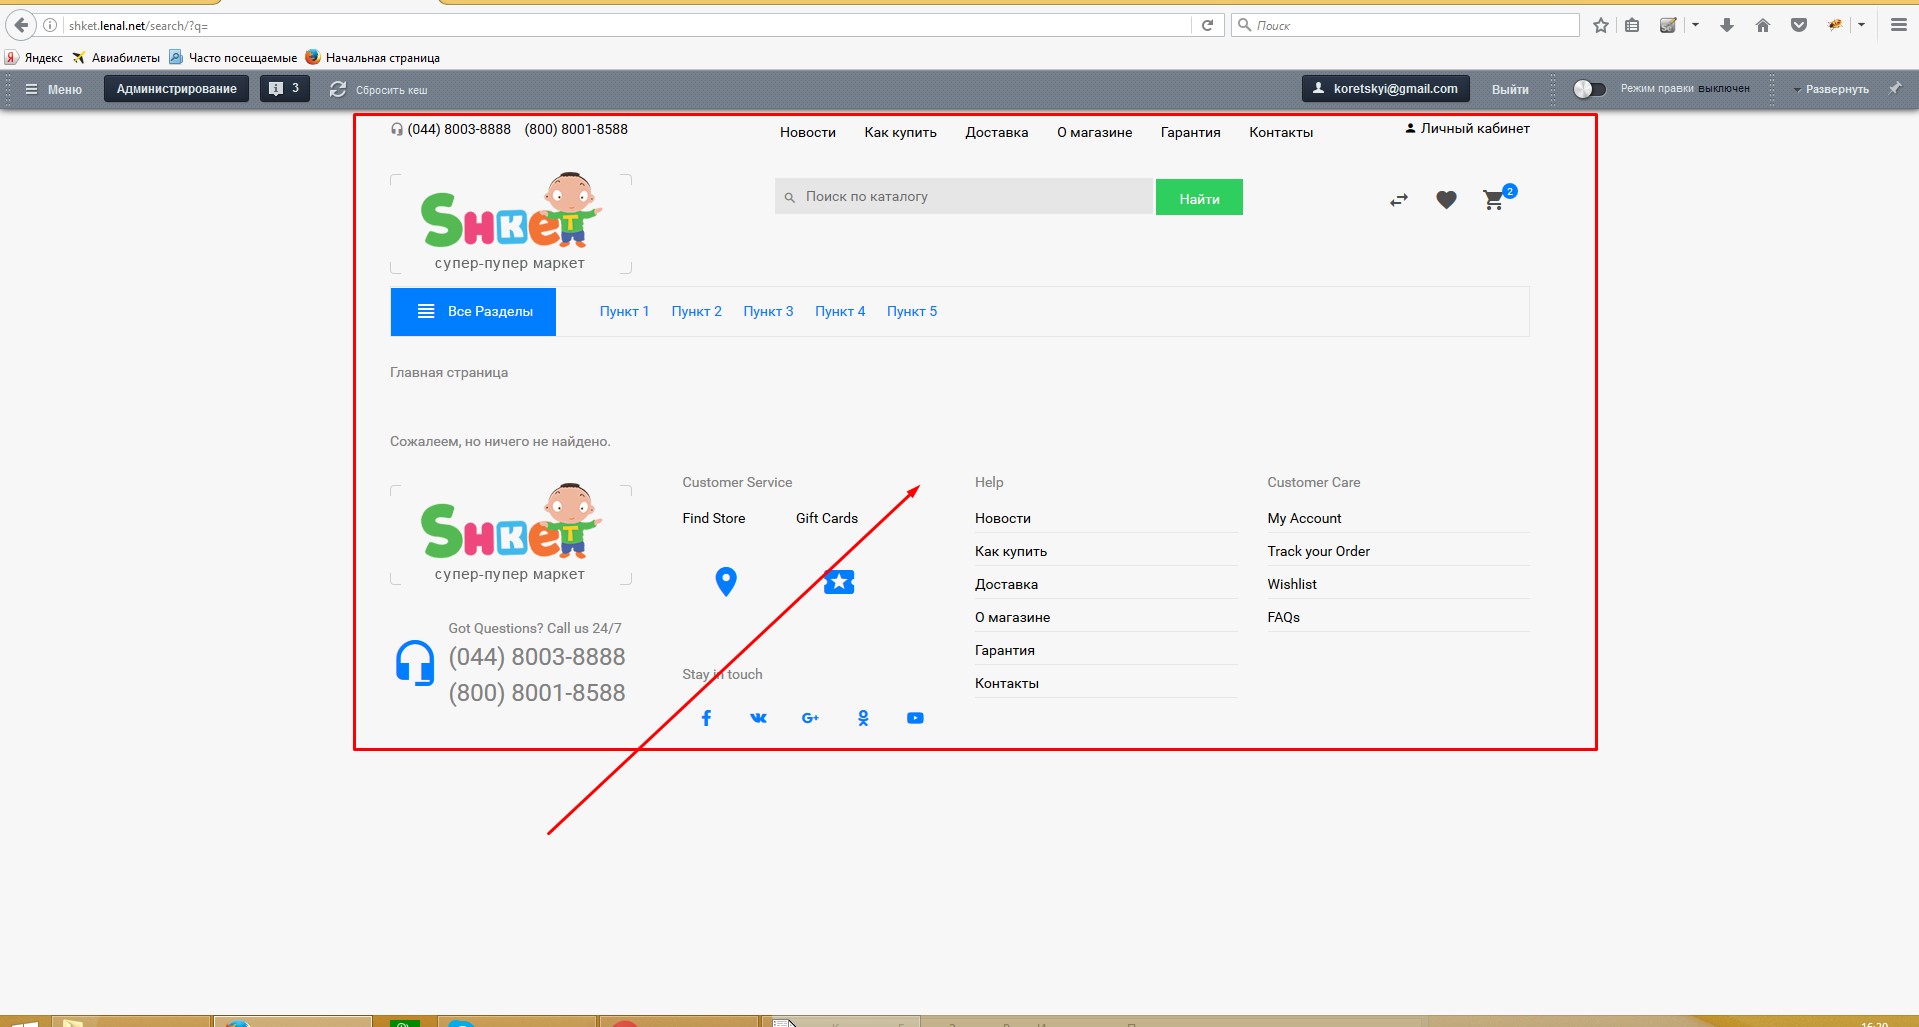 shket.lenal.net/search/?q=
Поиск
Яндекс Авиабилеты Часто посещаемые Начальная страница
Меню Администрирование 3 Сбросить кеш koretskyi@gmail.com Выйти Режим правки выключен Развернуть
(044) 8003-8888 (800) 8001-8588 Новости Как купить Доставка О магазине Гарантия Контакты Личный кабинет
Shket
супер-пупер маркет
Поиск по каталогу Найти 2
Все Разделы Пункт 1 Пункт 2 Пункт 3 Пункт 4 Пункт 5
Главная страница
Сожалеем, но ничего не найдено.
Shket
супер-пупер маркет
Got Questions? Call us 24/7
(044) 8003-8888
(800) 8001-8588
Customer Service
Find Store Gift Cards
Stay in touch
Help
Новости
Как купить
Доставка
О магазине
Гарантия
Контакты
Customer Care
My Account
Track your Order
Wishlist
FAQs